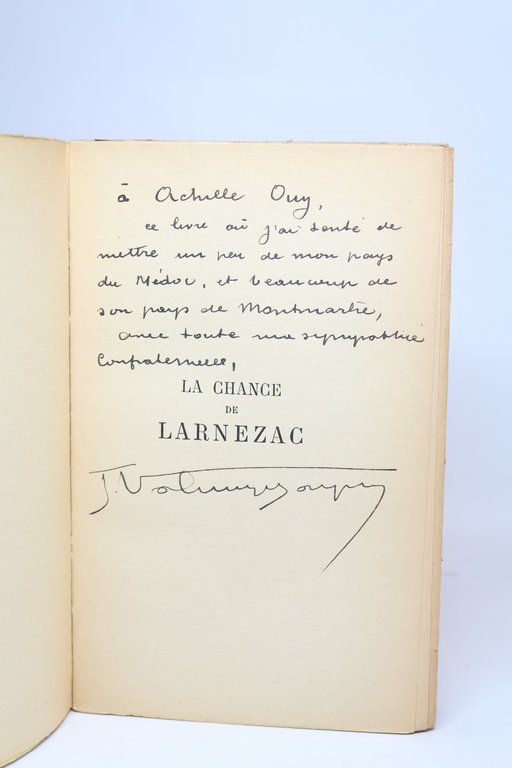 à Achille Ouy,
ce livre où j'ai tenté de
mettre un peu de mon pays
du Médoc, et beaucoup de
son pays de Montmartre,
avec toute ma sympathie
Confraternelle,
LA CHANCE
DE
LARNEZAC
J.